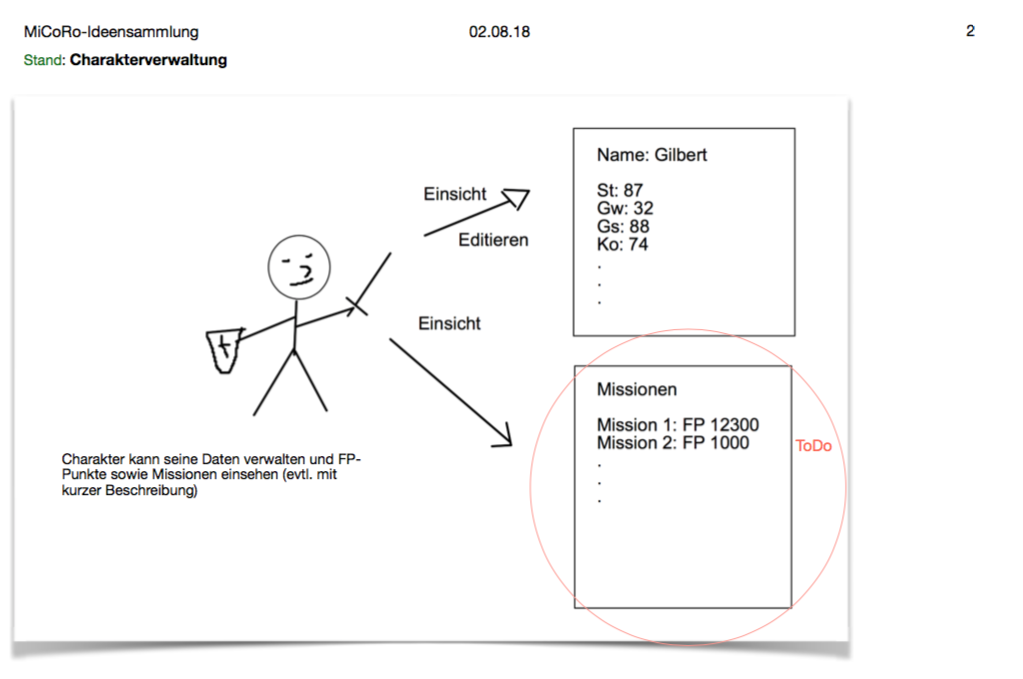 MiCoRo-Ideensammlung 02.08.18 2
Stand: Charakterverwaltung
Name: Gilbert
St: 87
Gw: 32
Gs: 88
Ko: 74
.
.
.
Einsicht
Editieren
Einsicht
Missionen
Mission 1: FP 12300
Mission 2: FP 1000
.
.
.
ToDo
Charakter kann seine Daten verwalten und FP-
Punkte sowie Missionen einsehen (evtl. mit
kurzer Beschreibung)